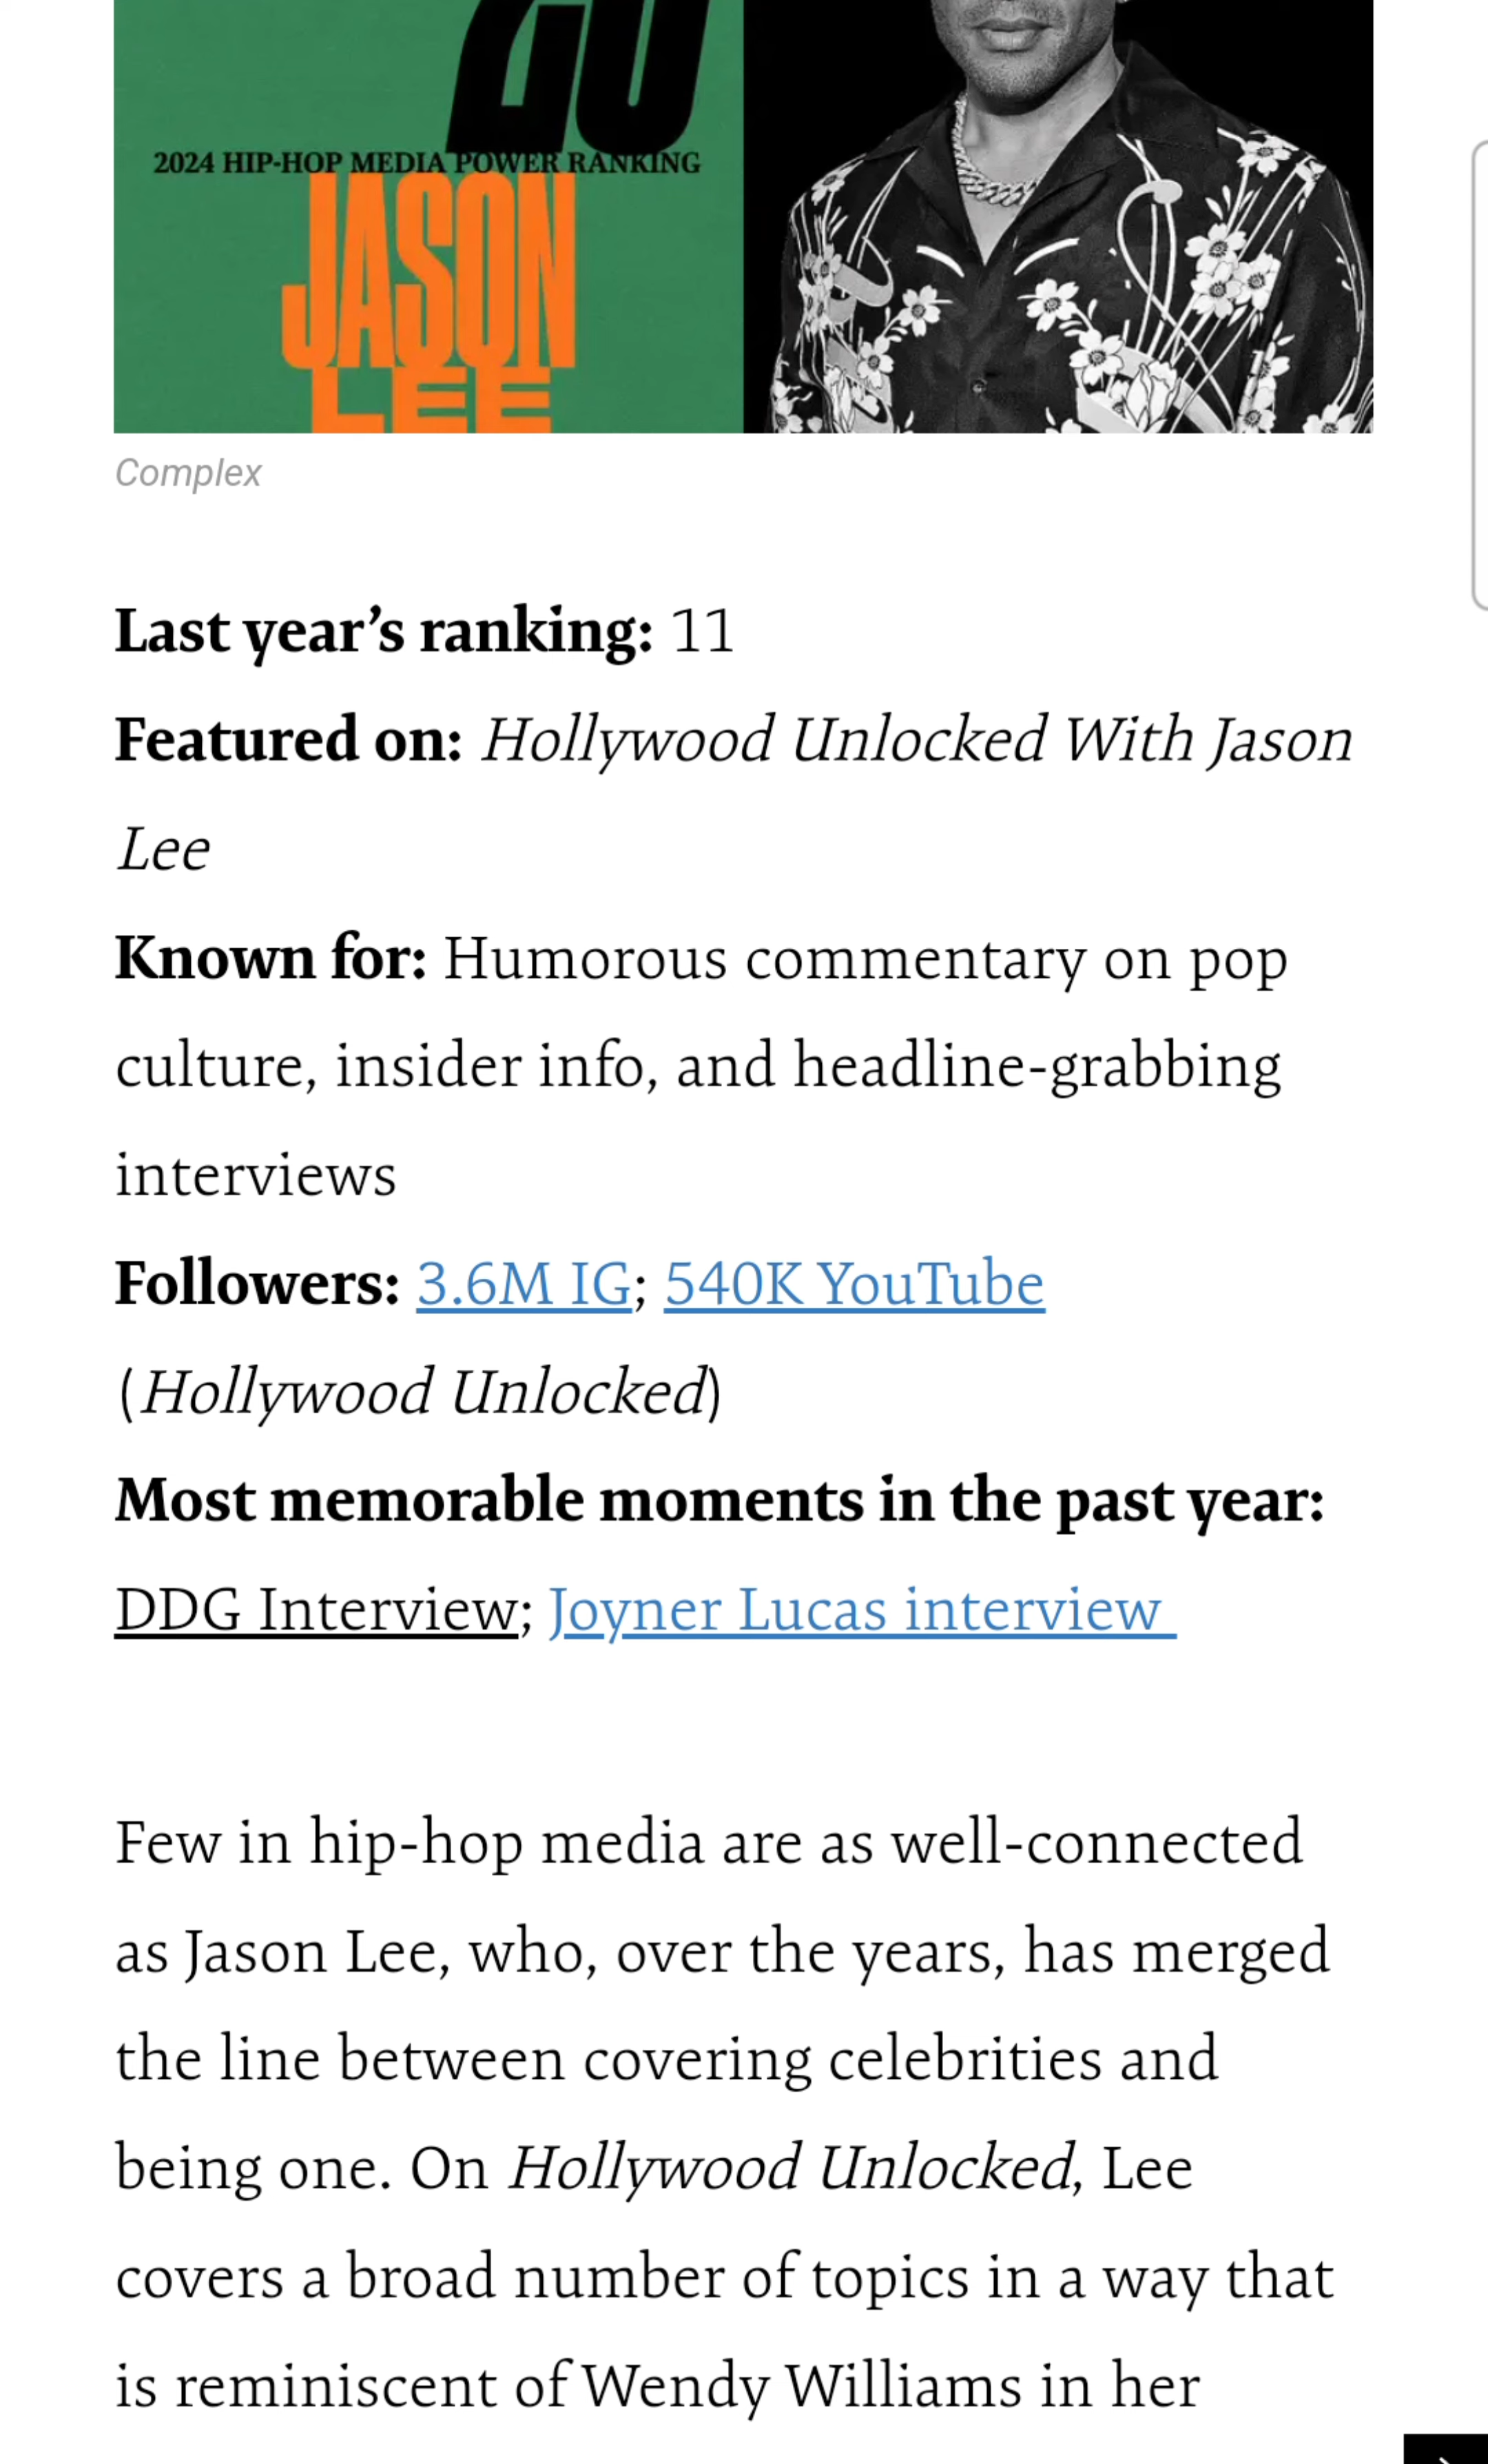 20
2024 HIP-HOP MEDIA POWER RANKING
JASON
LEE
Complex
Last year’s ranking: 11
Featured on: Hollywood Unlocked With Jason
Lee
Known for: Humorous commentary on pop
culture, insider info, and headline-grabbing
interviews
Followers: 3.6M IG; 540K YouTube
(Hollywood Unlocked)
Most memorable moments in the past year:
DDG Interview; Joyner Lucas interview
Few in hip-hop media are as well-connected
as Jason Lee, who, over the years, has merged
the line between covering celebrities and
being one. On Hollywood Unlocked, Lee
covers a broad number of topics in a way that
is reminiscent of Wendy Williams in her